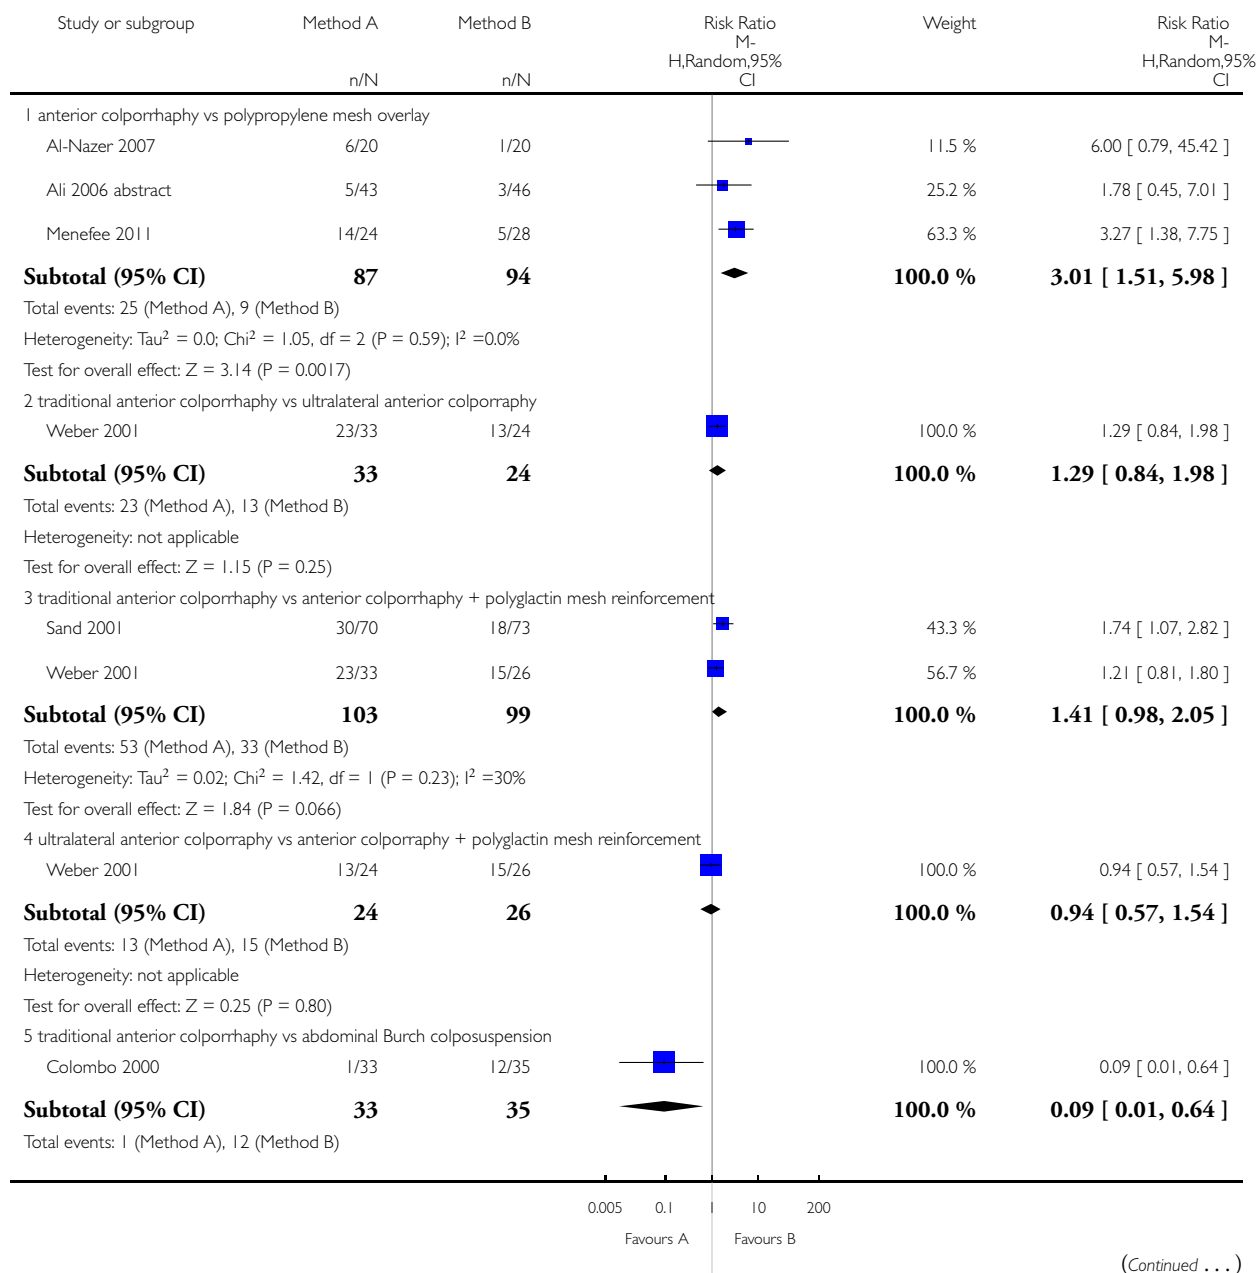 Study or subgroup Method A Method B Risk Ratio Weight Risk Ratio
n/N n/N M-H,Random,95% CI M-H,Random,95% CI
1 anterior colporrhaphy vs polypropylene mesh overlay
Al-Nazer 2007 6/20 1/20 11.5 % 6.00 [ 0.79, 45.42 ]
Ali 2006 abstract 5/43 3/46 25.2 % 1.78 [ 0.45, 7.01 ]
Menefee 2011 14/24 5/28 63.3 % 3.27 [ 1.38, 7.75 ]
Subtotal (95% CI) 87 94 100.0 % 3.01 [ 1.51, 5.98 ]
Total events: 25 (Method A), 9 (Method B)
Heterogeneity: Tau² = 0.0; Chi² = 1.05, df = 2 (P = 0.59); I² =0.0%
Test for overall effect: Z = 3.14 (P = 0.0017)
2 traditional anterior colporrhaphy vs ultralateral anterior colporraphy
Weber 2001 23/33 13/24 100.0 % 1.29 [ 0.84, 1.98 ]
Subtotal (95% CI) 33 24 100.0 % 1.29 [ 0.84, 1.98 ]
Total events: 23 (Method A), 13 (Method B)
Heterogeneity: not applicable
Test for overall effect: Z = 1.15 (P = 0.25)
3 traditional anterior colporrhaphy vs anterior colporrhaphy + polyglactin mesh reinforcement
Sand 2001 30/70 18/73 43.3 % 1.74 [ 1.07, 2.82 ]
Weber 2001 23/33 15/26 56.7 % 1.21 [ 0.81, 1.80 ]
Subtotal (95% CI) 103 99 100.0 % 1.41 [ 0.98, 2.05 ]
Total events: 53 (Method A), 33 (Method B)
Heterogeneity: Tau² = 0.02; Chi² = 1.42, df = 1 (P = 0.23); I² =30%
Test for overall effect: Z = 1.84 (P = 0.066)
4 ultralateral anterior colporraphy vs anterior colporraphy + polyglactin mesh reinforcement
Weber 2001 13/24 15/26 100.0 % 0.94 [ 0.57, 1.54 ]
Subtotal (95% CI) 24 26 100.0 % 0.94 [ 0.57, 1.54 ]
Total events: 13 (Method A), 15 (Method B)
Heterogeneity: not applicable
Test for overall effect: Z = 0.25 (P = 0.80)
5 traditional anterior colporrhaphy vs abdominal Burch colposuspension
Colombo 2000 1/33 12/35 100.0 % 0.09 [ 0.01, 0.64 ]
Subtotal (95% CI) 33 35 100.0 % 0.09 [ 0.01, 0.64 ]
Total events: 1 (Method A), 12 (Method B)
0.005 0.1 1 10 200
Favours A Favours B
(Continued . . . )